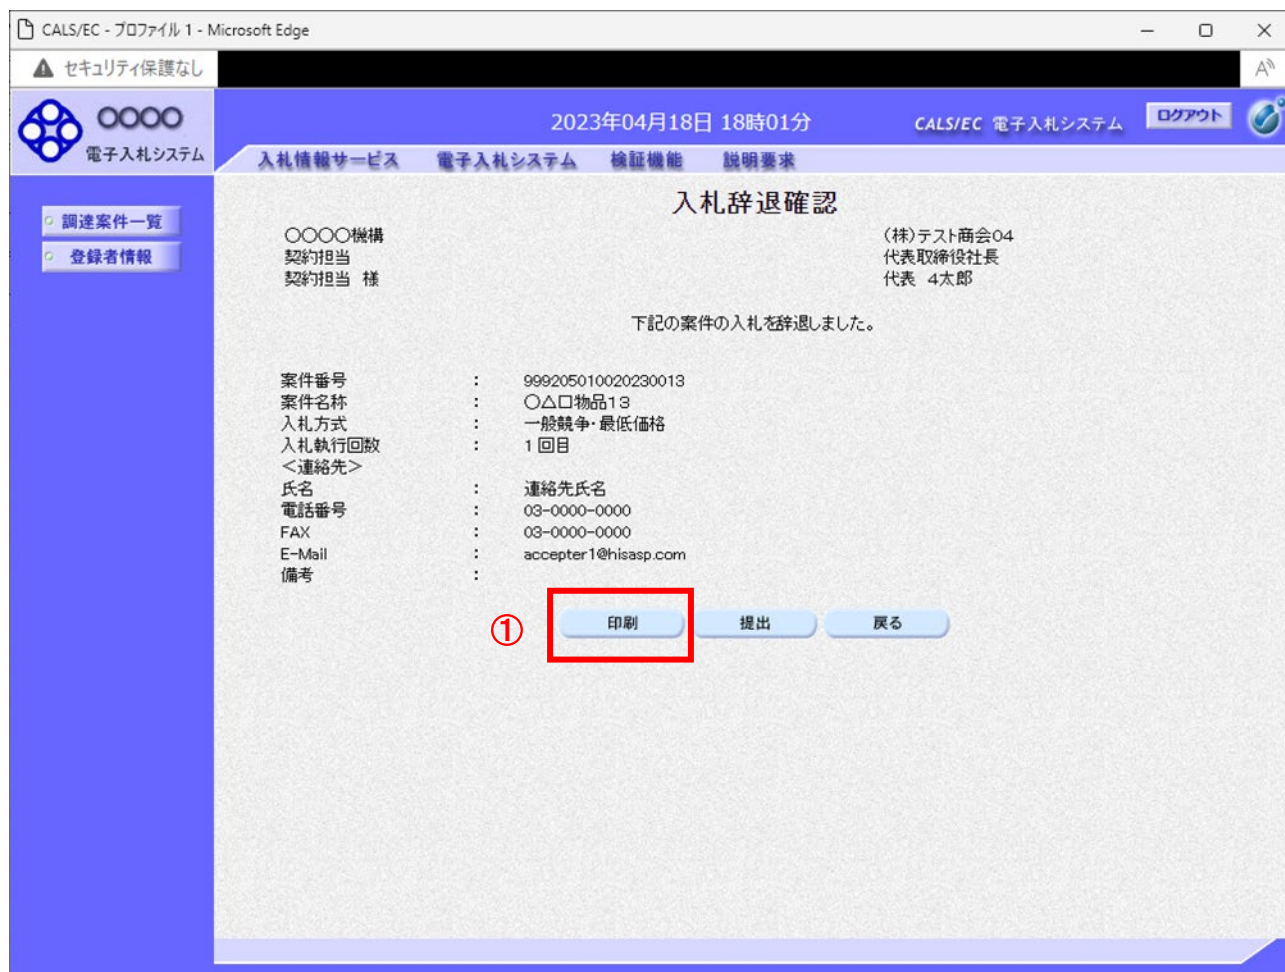 CALS/EC - プロファイル 1 - Microsoft Edge
セキュリティ保護なし
A
〇〇〇〇
電子入札システム
2023年04月18日 18時01分
CALS/EC 電子入札システム
ログアウト
入札情報サービス 電子入札システム 検証機能 説明要求
調達案件一覧
登録者情報
入札辞退確認
〇〇〇〇機構
契約担当
契約担当 様
(株)テスト商会04
代表取締役社長
代表 4太郎
下記の案件の入札を辞退しました。
案件番号 : 999205010020230013
案件名称 : 〇△□物品13
入札方式 : 一般競争・最低価格
入札執行回数 : 1回目
<連絡先>
氏名 : 連絡先氏名
電話番号 : 03-0000-0000
FAX : 03-0000-0000
E-Mail : accepter1@hisasp.com
備考 :
① 印刷 提出 戻る